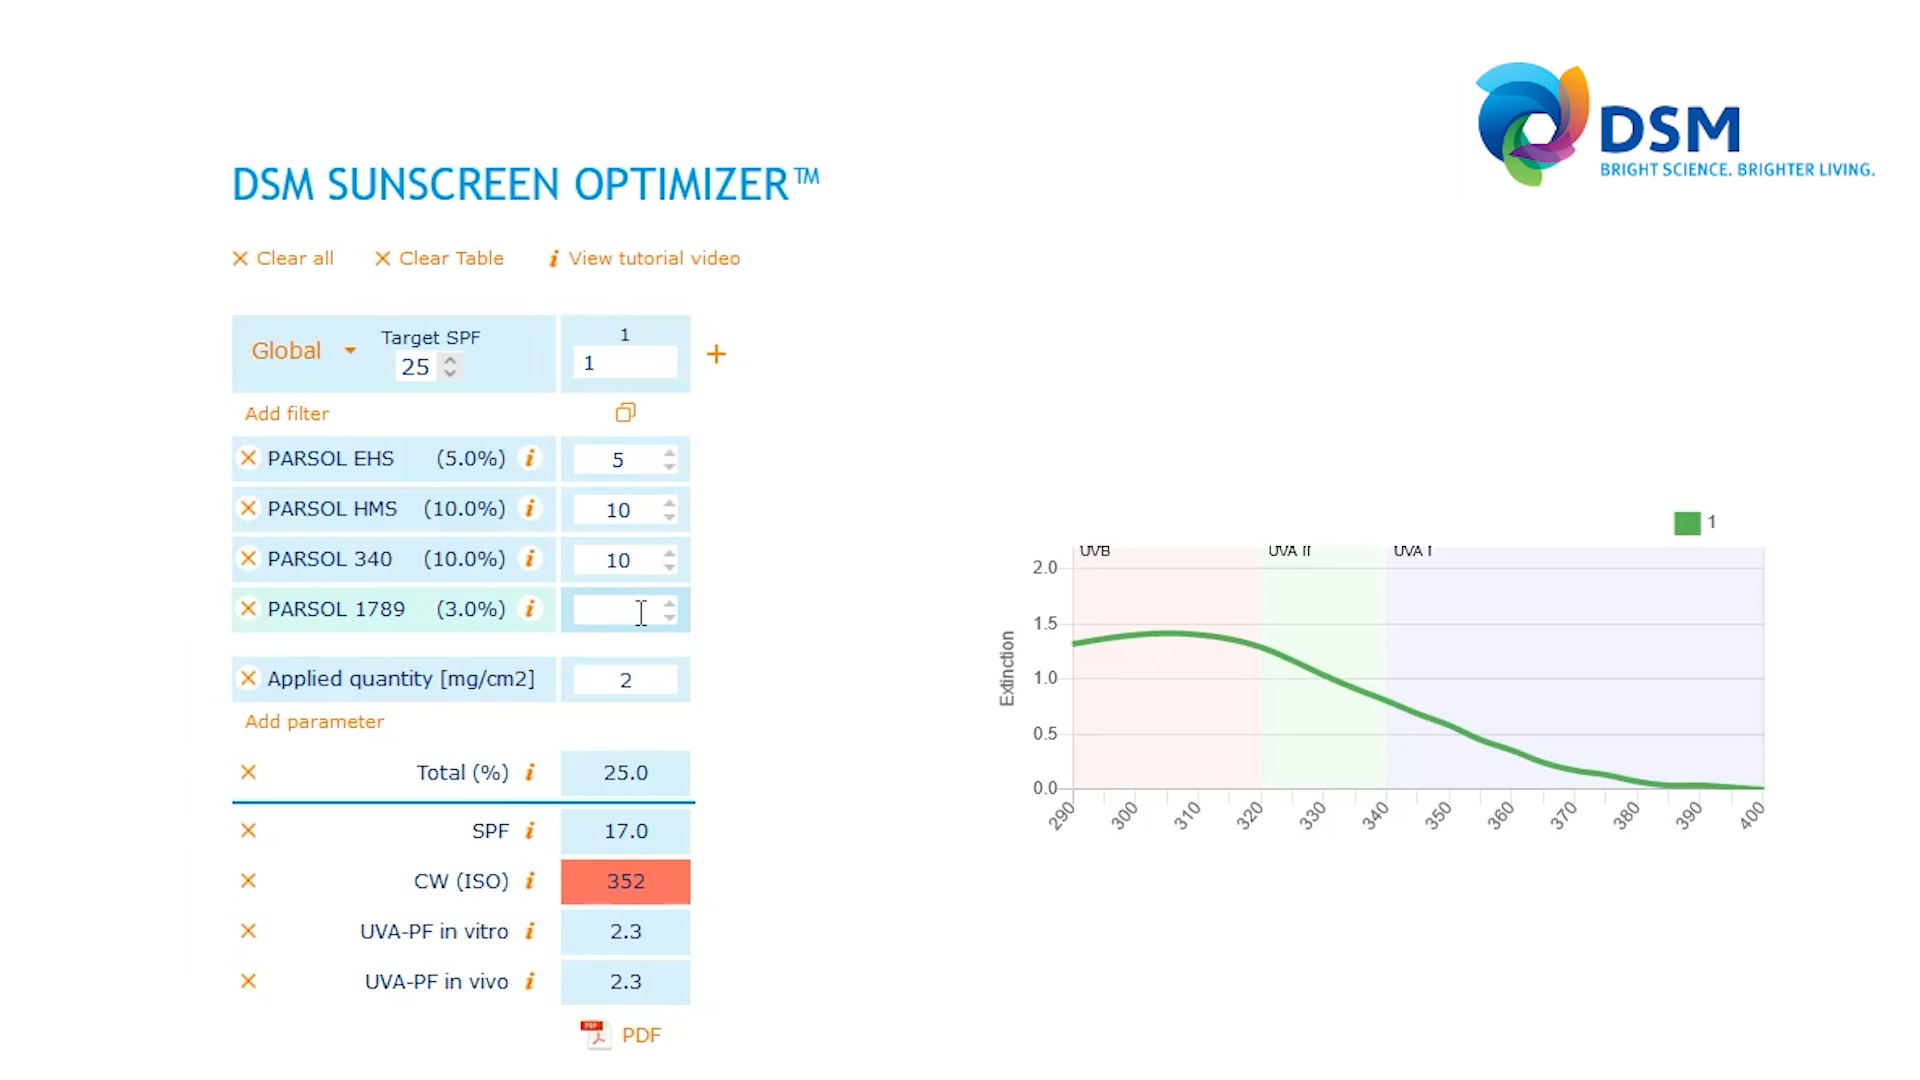 DSM
BRIGHT SCIENCE. BRIGHTER LIVING.
DSM SUNSCREEN OPTIMIZER™
Clear all Clear Table i View tutorial video
Global Target SPF 25 1 1 +
Add filter
PARSOL EHS (5.0%) i 5
PARSOL HMS (10.0%) i 10
PARSOL 340 (10.0%) i 10
PARSOL 1789 (3.0%) i
Applied quantity [mg/cm2] 2
Add parameter
Total (%) i 25.0
SPF i 17.0
CW (ISO) i 352
UVA-PF in vitro i 2.3
UVA-PF in vivo i 2.3
PDF PDF
1
UVB UVA II UVA I
2.0
1.5
1.0
0.5
0.0
Extinction
290 300 310 320 330 340 350 360 370 380 390 400